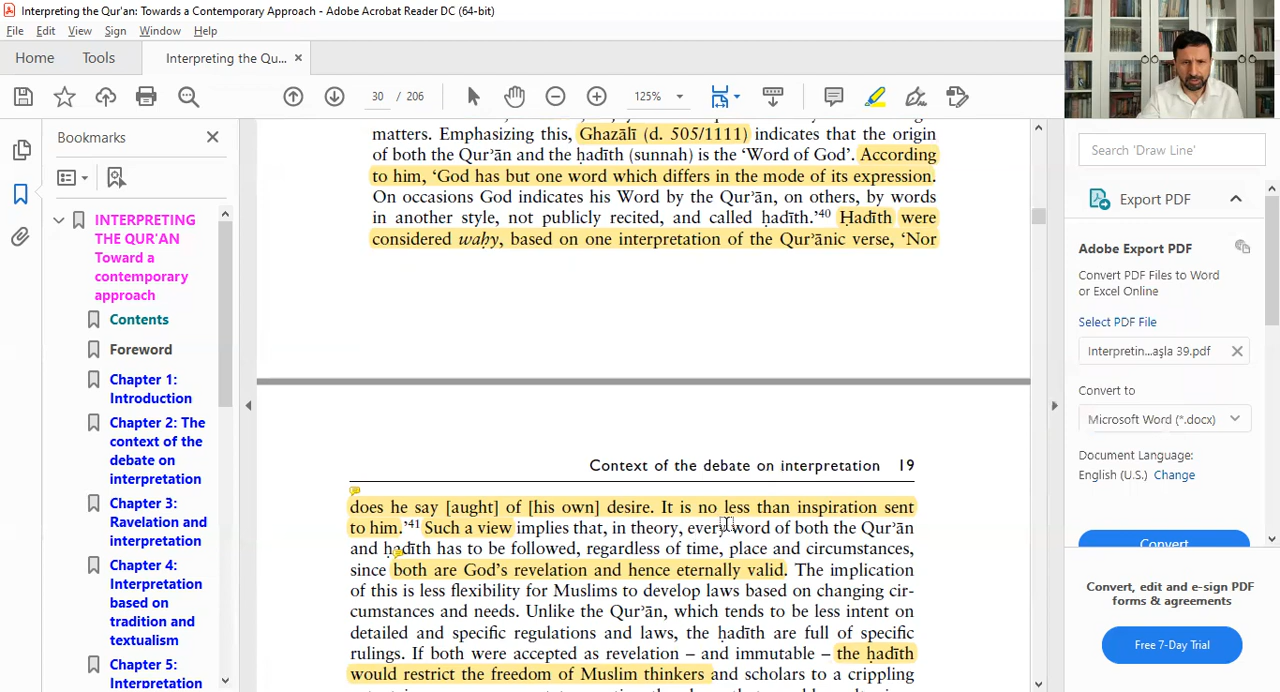 Interpreting the Qur'an: Towards a Contemporary Approach - Adobe Acrobat Reader DC (64-bit)
File Edit View Sign Window Help
Home Tools Interpreting the Qu... ×
30 / 206 125%
Bookmarks
INTERPRETING
THE QUR'AN
Toward a
contemporary
approach
Contents
Foreword
Chapter 1:
Introduction
Chapter 2: The
context of the
debate on
interpretation
Chapter 3:
Ravelation and
interpretation
Chapter 4:
Interpretation
based on
tradition and
textualism
Chapter 5:
Interpretation
matters. Emphasizing this, Ghazālī (d. 505/1111) indicates that the origin
of both the Qurʾān and the ḥadīth (sunnah) is the ‘Word of God’. According
to him, ‘God has but one word which differs in the mode of its expression.
On occasions God indicates his Word by the Qurʾān, on others, by words
in another style, not publicly recited, and called ḥadīth.’40 Ḥadīth were
considered waḥy, based on one interpretation of the Qurʾānic verse, ‘Nor
Context of the debate on interpretation 19
does he say [aught] of [his own] desire. It is no less than inspiration sent
to him.’41 Such a view implies that, in theory, every word of both the Qurʾān
and ḥadīth has to be followed, regardless of time, place and circumstances,
since both are God’s revelation and hence eternally valid. The implication
of this is less flexibility for Muslims to develop laws based on changing cir-
cumstances and needs. Unlike the Qurʾān, which tends to be less intent on
detailed and specific regulations and laws, the ḥadīth are full of specific
rulings. If both were accepted as revelation – and immutable – the ḥadīth
would restrict the freedom of Muslim thinkers and scholars to a crippling
Search 'Draw Line'
Export PDF
Adobe Export PDF
Convert PDF Files to Word
or Excel Online
Select PDF File
Interpretin...aşla 39.pdf
Convert to
Microsoft Word (*.docx)
Document Language:
English (U.S.) Change
Convert
Convert, edit and e-sign PDF
forms & agreements
Free 7-Day Trial